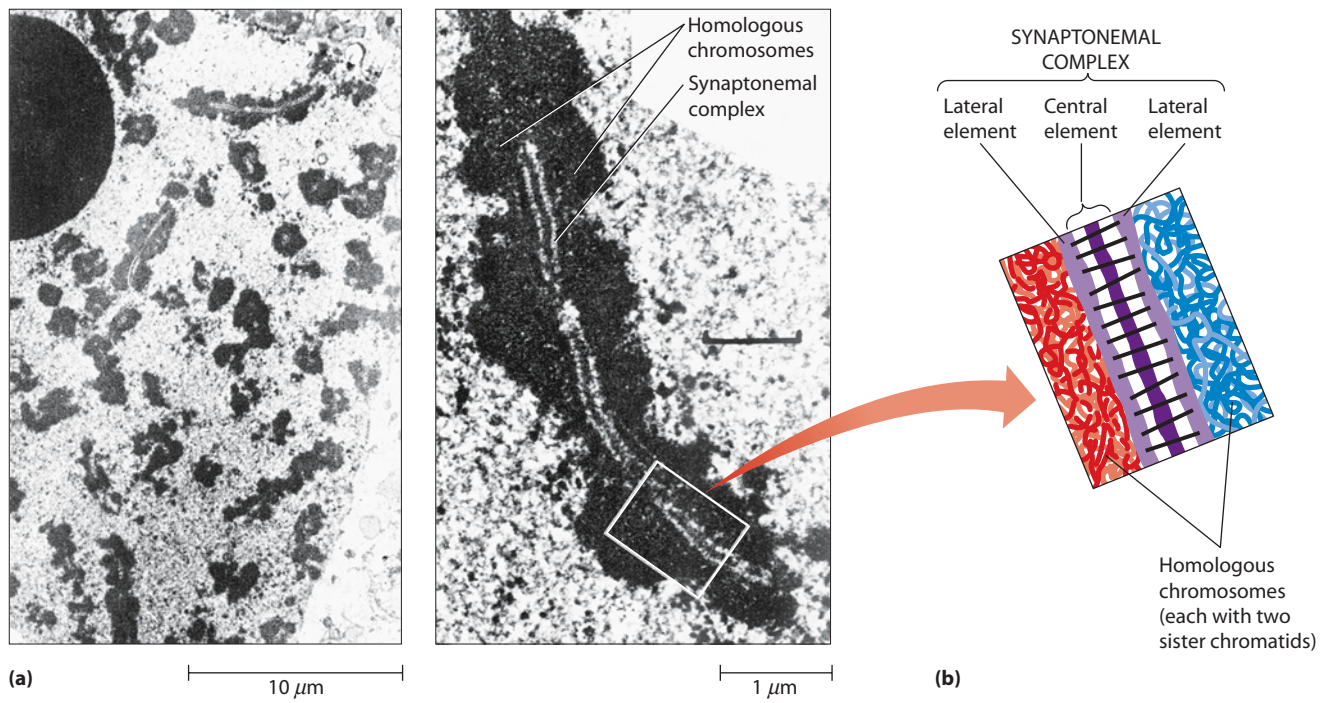 Homologous
chromosomes
Synaptonemal
complex
SYNAPTONEMAL
COMPLEX
Lateral
element
Central
element
Lateral
element
Homologous
chromosomes
(each with two
sister chromatids)
(a)
10 μm
1 μm
(b)